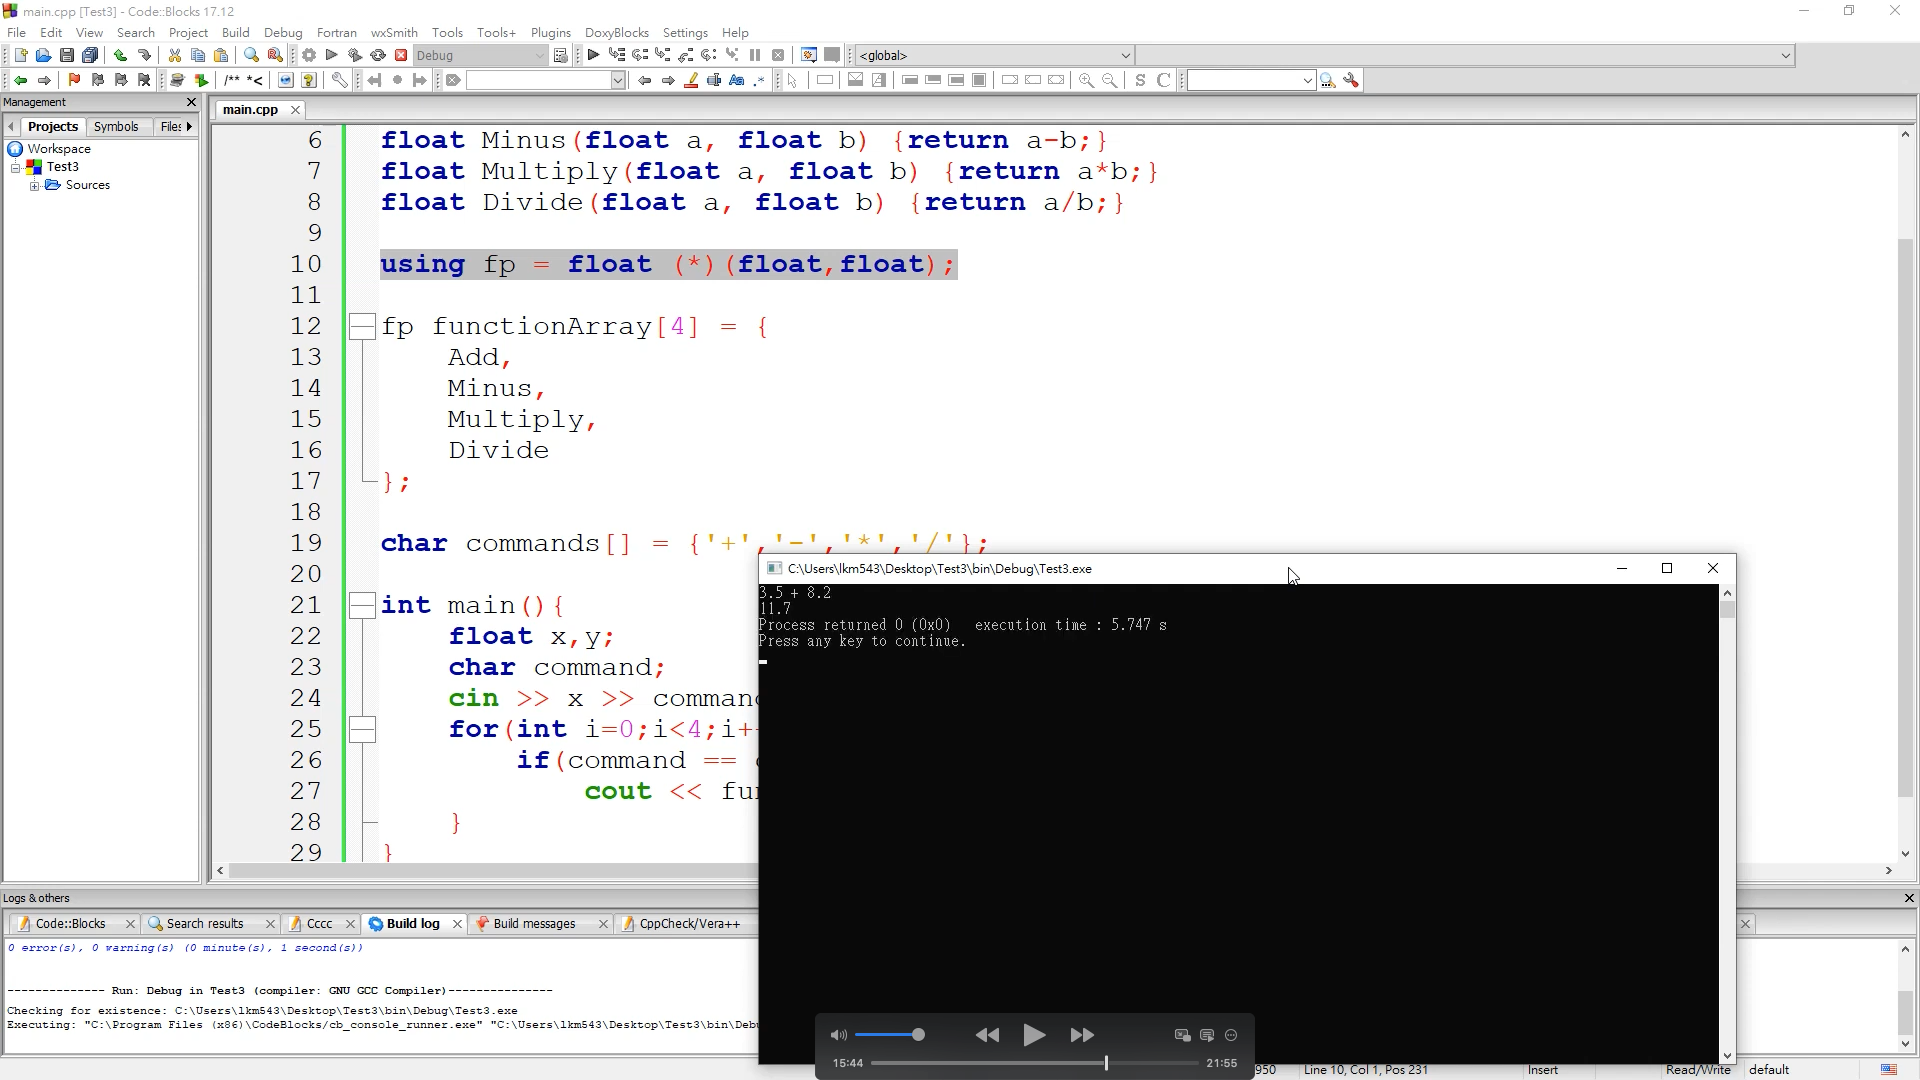 main.cpp [Test3] - Code::Blocks 17.12
File Edit View Search Project Build Debug Fortran wxSmith Tools Tools+ Plugins DoxyBlocks Settings Help
Debug
<global>
/** *<
Aa .*
S C
Management
main.cpp
Projects Symbols Files
Workspace
Test3
Sources
6 float Minus(float a, float b) {return a-b;}
7 float Multiply(float a, float b) {return a*b;}
8 float Divide(float a, float b) {return a/b;}
9
10 using fp = float (*)(float,float);
11
12 fp functionArray[4] = {
13 Add,
14 Minus,
15 Multiply,
16 Divide
17 };
18
19 char commands[] = {'+','-','*','/'};
20
21 int main(){
22 float x,y;
23 char command;
24 cin >> x >> comman
25 for(int i=0;i<4;i+
26 if(command ==
27 cout << fu
28 }
29 }
C:\Users\lkm543\Desktop\Test3\bin\Debug\Test3.exe
3.5 + 8.2
11.7
Process returned 0 (0x0) execution time : 5.747 s
Press any key to continue.
Logs & others
Code::Blocks Search results Cccc Build log Build messages CppCheck/Vera++
0 error(s), 0 warning(s) (0 minute(s), 1 second(s))
-------------- Run: Debug in Test3 (compiler: GNU GCC Compiler)---------------
Checking for existence: C:\Users\lkm543\Desktop\Test3\bin\Debug\Test3.exe
Executing: "C:\Program Files (x86)\CodeBlocks/cb_console_runner.exe" "C:\Users\lkm543\Desktop\Test3\bin\Deb
15:44 21:55
950 Line 10, Col 1, Pos 231 Insert Read/Write default